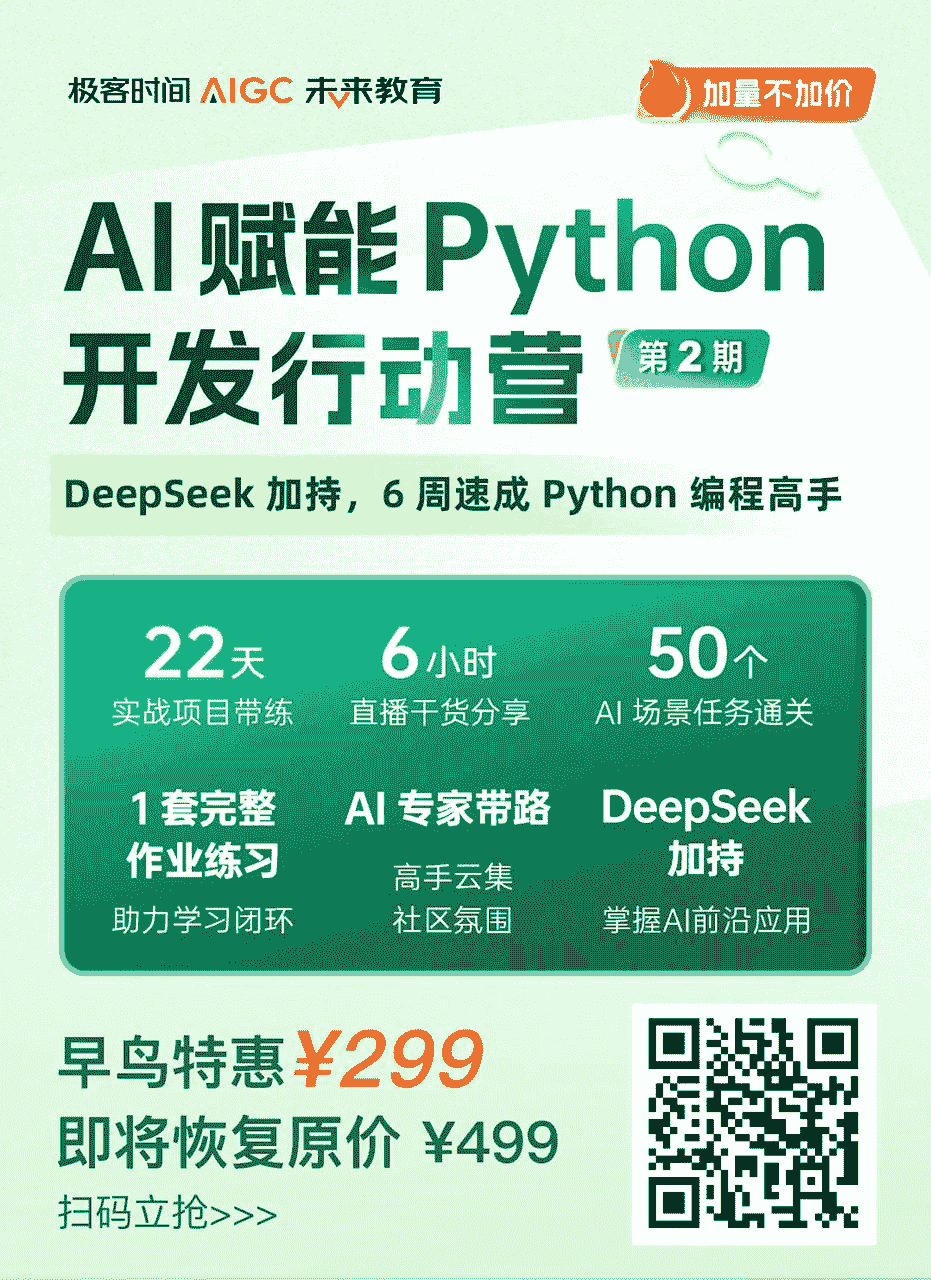 极客时间 AIGC 未来教育
加量不加价
AI 赋能 Python
开发行动营
第 2 期
DeepSeek 加持，6 周速成 Python 编程高手
22天
实战项目带练
6小时
直播干货分享
50个
AI 场景任务通关
1 套完整
作业练习
助力学习闭环
AI 专家带路
高手云集
社区氛围
DeepSeek
加持
掌握AI前沿应用
早鸟特惠¥299
即将恢复原价 ¥499
扫码立抢>>>